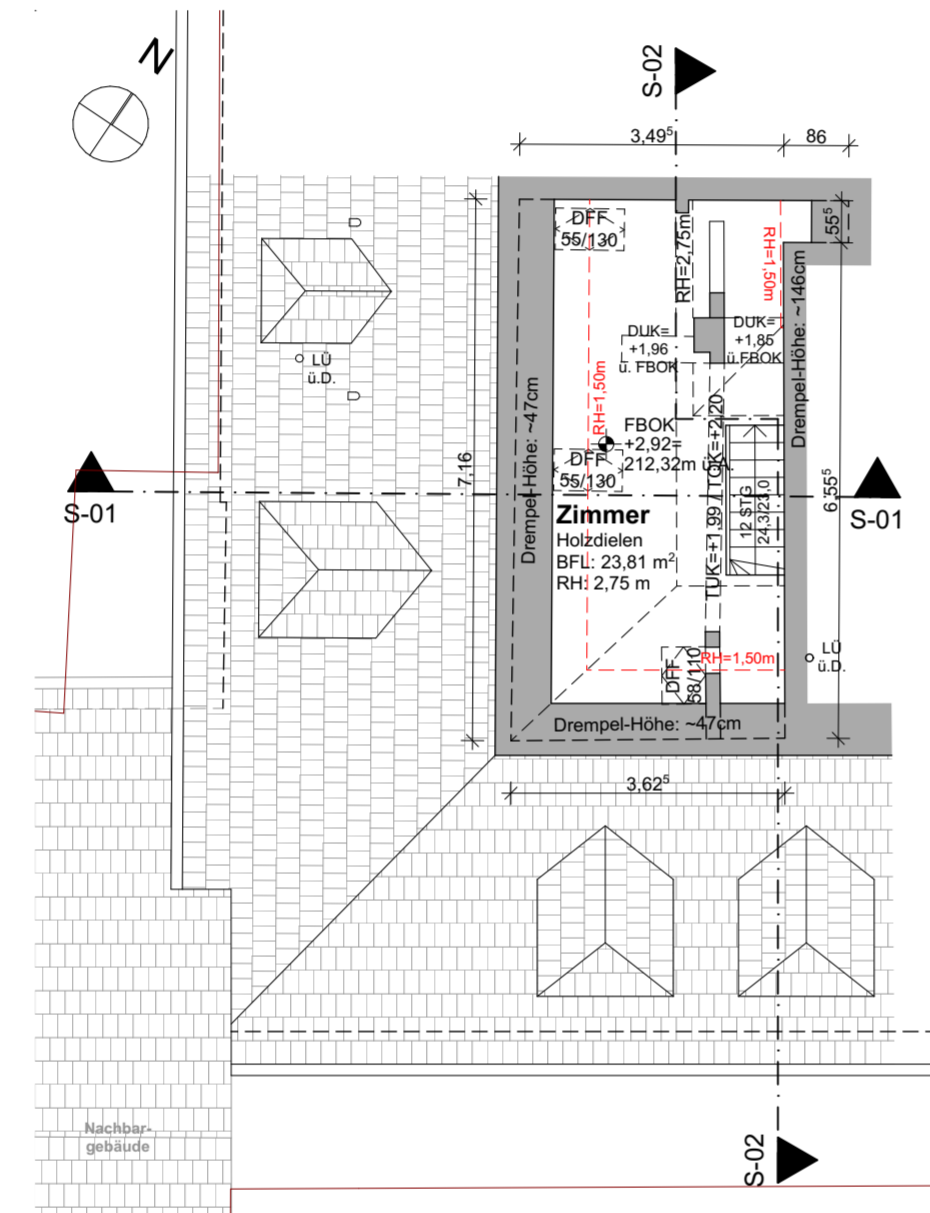 N
S-02
3,49⁵
86
DFF
55/130
RH=2,75m
RH=1,50m
55⁵
LÜ
ü.D.
DUK=
+1,96
ü. FBOK
DUK=
+1,85
ü.FBOK
Drempel-Höhe: ~146cm
RH=1,50m
Drempel-Höhe: ~47cm
FBOK
+2,92=
212,32m ü.A.
DFF
55/130
7,16
TUK=+1,99 / TOK=+2,20
12 STG
24,3/23,0
6,55⁵
S-01
S-01
Zimmer
Holzdielen
BFL: 23,81 m²
RH: 2,75 m
DFF
58/110
RH=1,50m
LÜ
ü.D.
Drempel-Höhe: ~47cm
3,62⁵
Nachbar-
gebäude
S-02